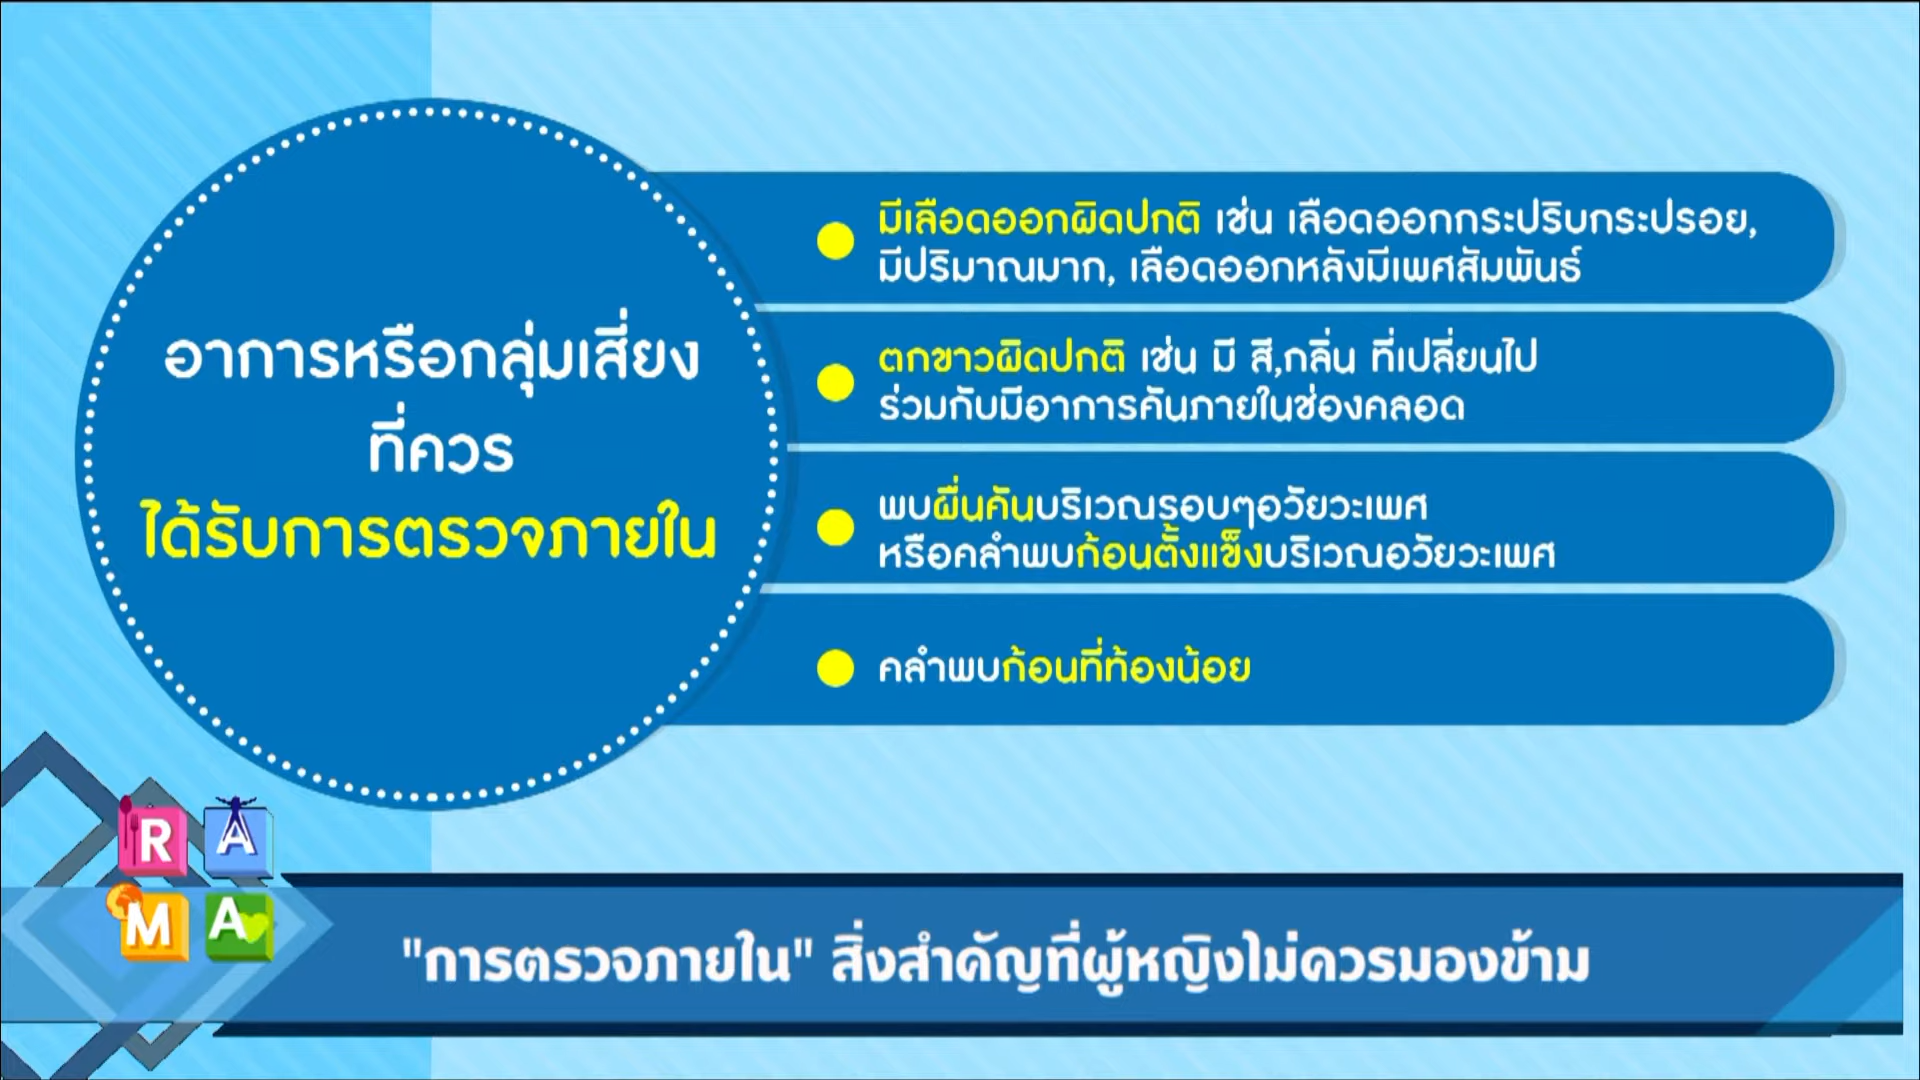 อาการหรือกลุ่มเสี่ยง
ที่ควร
ได้รับการตรวจภายใน
มีเลือดออกผิดปกติ เช่น เลือดออกกระปริบกระปรอย,
มีปริมาณมาก, เลือดออกหลังมีเพศสัมพันธ์
ตกขาวผิดปกติ เช่น มี สี,กลิ่น ที่เปลี่ยนไป
ร่วมกับมีอาการคันภายในช่องคลอด
พบผื่นคันบริเวณรอบๆอวัยวะเพศ
หรือคลำพบก้อนตั้งแข็งบริเวณอวัยวะเพศ
คลำพบก้อนที่ท้องน้อย
RA
MA
"การตรวจภายใน" สิ่งสำคัญที่ผู้หญิงไม่ควรมองข้าม